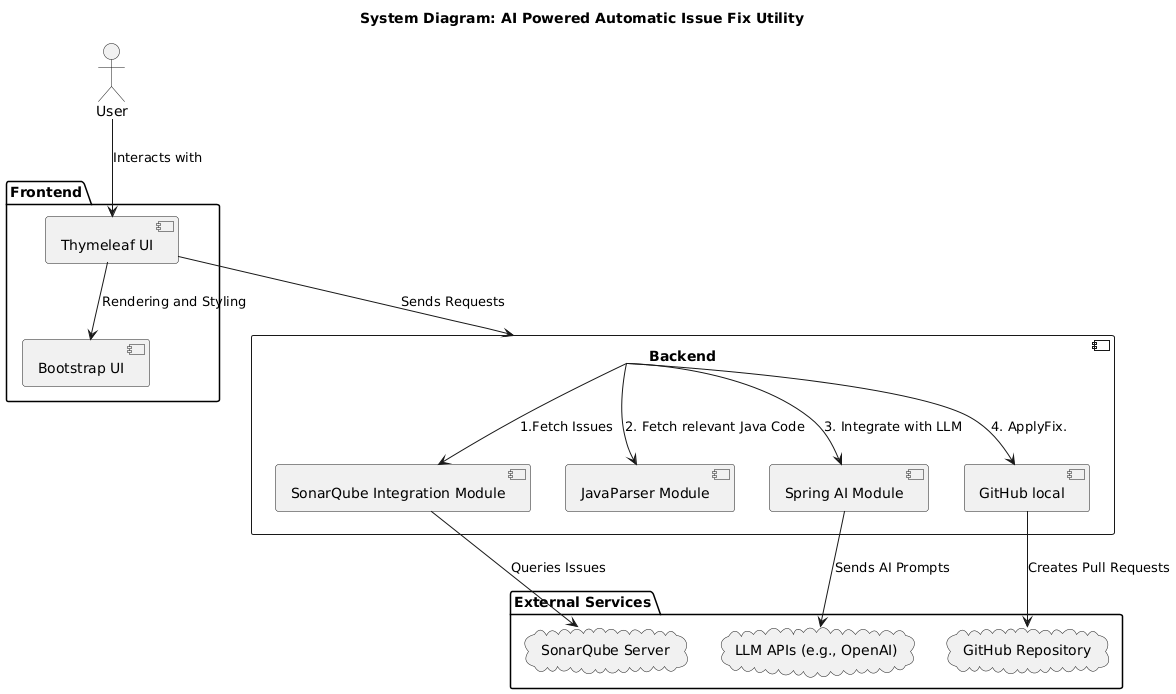 System Diagram: AI Powered Automatic Issue Fix Utility
User
Interacts with
Frontend
Thymeleaf UI
Rendering and Styling
Sends Requests
Bootstrap UI
Backend
1.Fetch Issues
2. Fetch relevant Java Code
3. Integrate with LLM
4. ApplyFix.
SonarQube Integration Module
JavaParser Module
Spring AI Module
GitHub local
Queries Issues
Sends AI Prompts
Creates Pull Requests
External Services
SonarQube Server
LLM APIs (e.g., OpenAI)
GitHub Repository